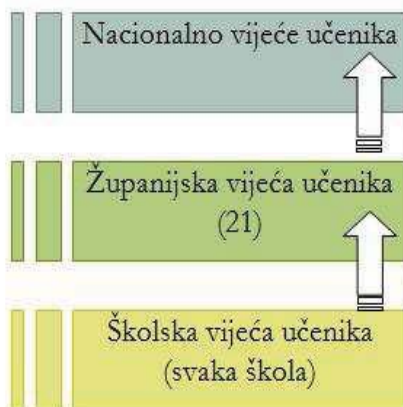 Nacionalno vijeće učenika
Županijska vijeća učenika
(21)
Školska vijeća učenika
(svaka škola)